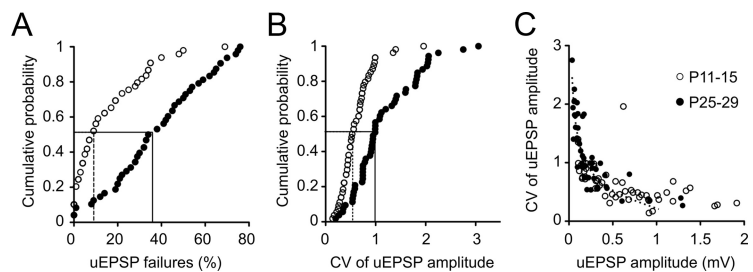 A
Cumulative probability
1
0.8
0.6
0.4
0.2
0
0 20 40 60 80
uEPSP failures (%)
B
Cumulative probability
1
0.8
0.6
0.4
0.2
0
0 1 2 3
CV of uEPSP amplitude
C
CV of uEPSP amplitude
3
2
1
0
0 0.5 1 1.5 2
uEPSP amplitude (mV)
P11-15
P25-29